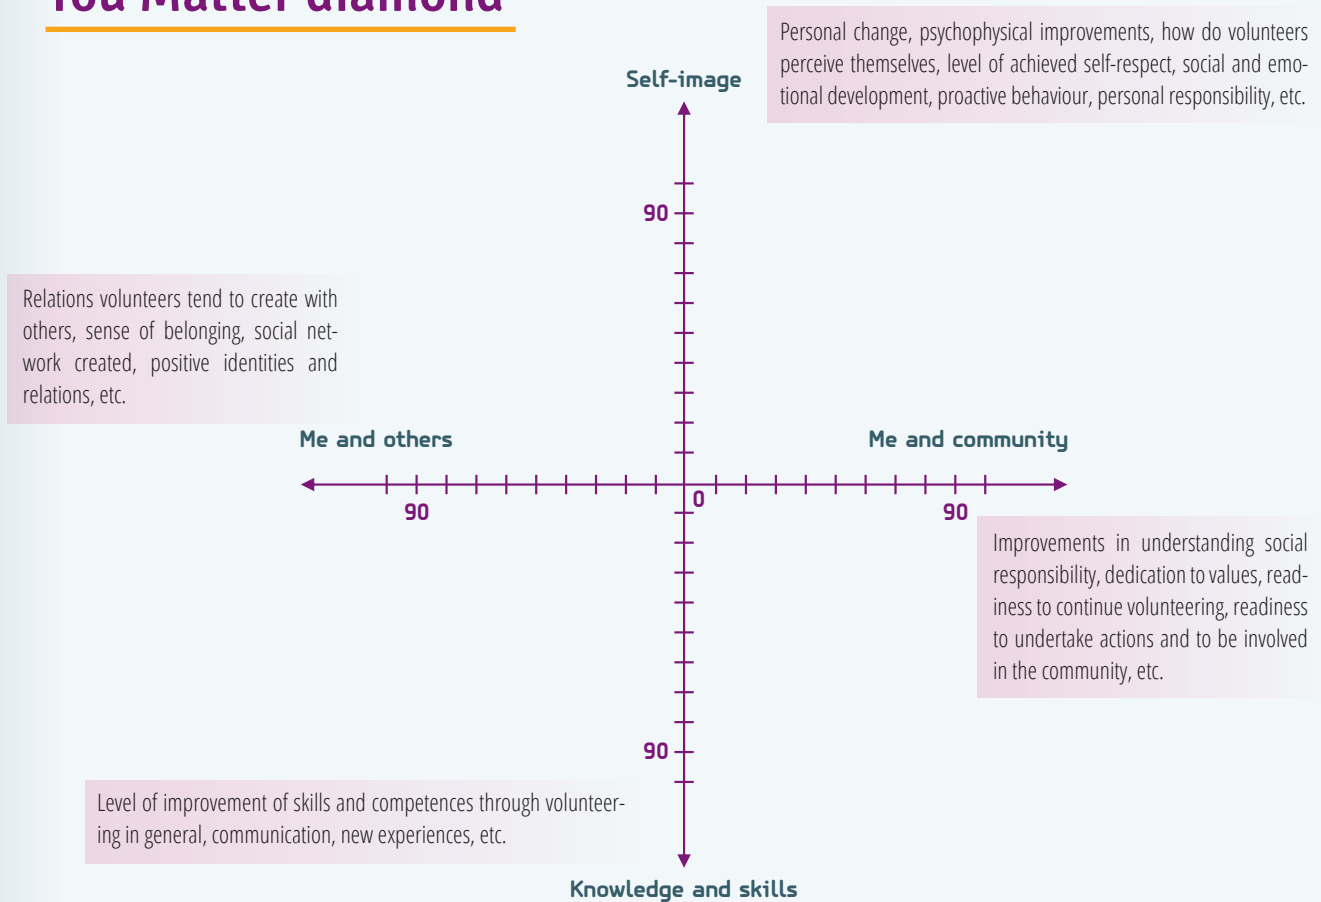 You Matter diamond
Personal change, psychophysical improvements, how do volunteers
perceive themselves, level of achieved self-respect, social and emo-
tional development, proactive behaviour, personal responsibility, etc.
Self-image
90
Relations volunteers tend to create with
others, sense of belonging, social net-
work created, positive identities and
relations, etc.
Me and others
Me and community
0
90
90
Improvements in understanding social
responsibility, dedication to values, read-
iness to continue volunteering, readiness
to undertake actions and to be involved
in the community, etc.
90
Level of improvement of skills and competences through volunteer-
ing in general, communication, new experiences, etc.
Knowledge and skills